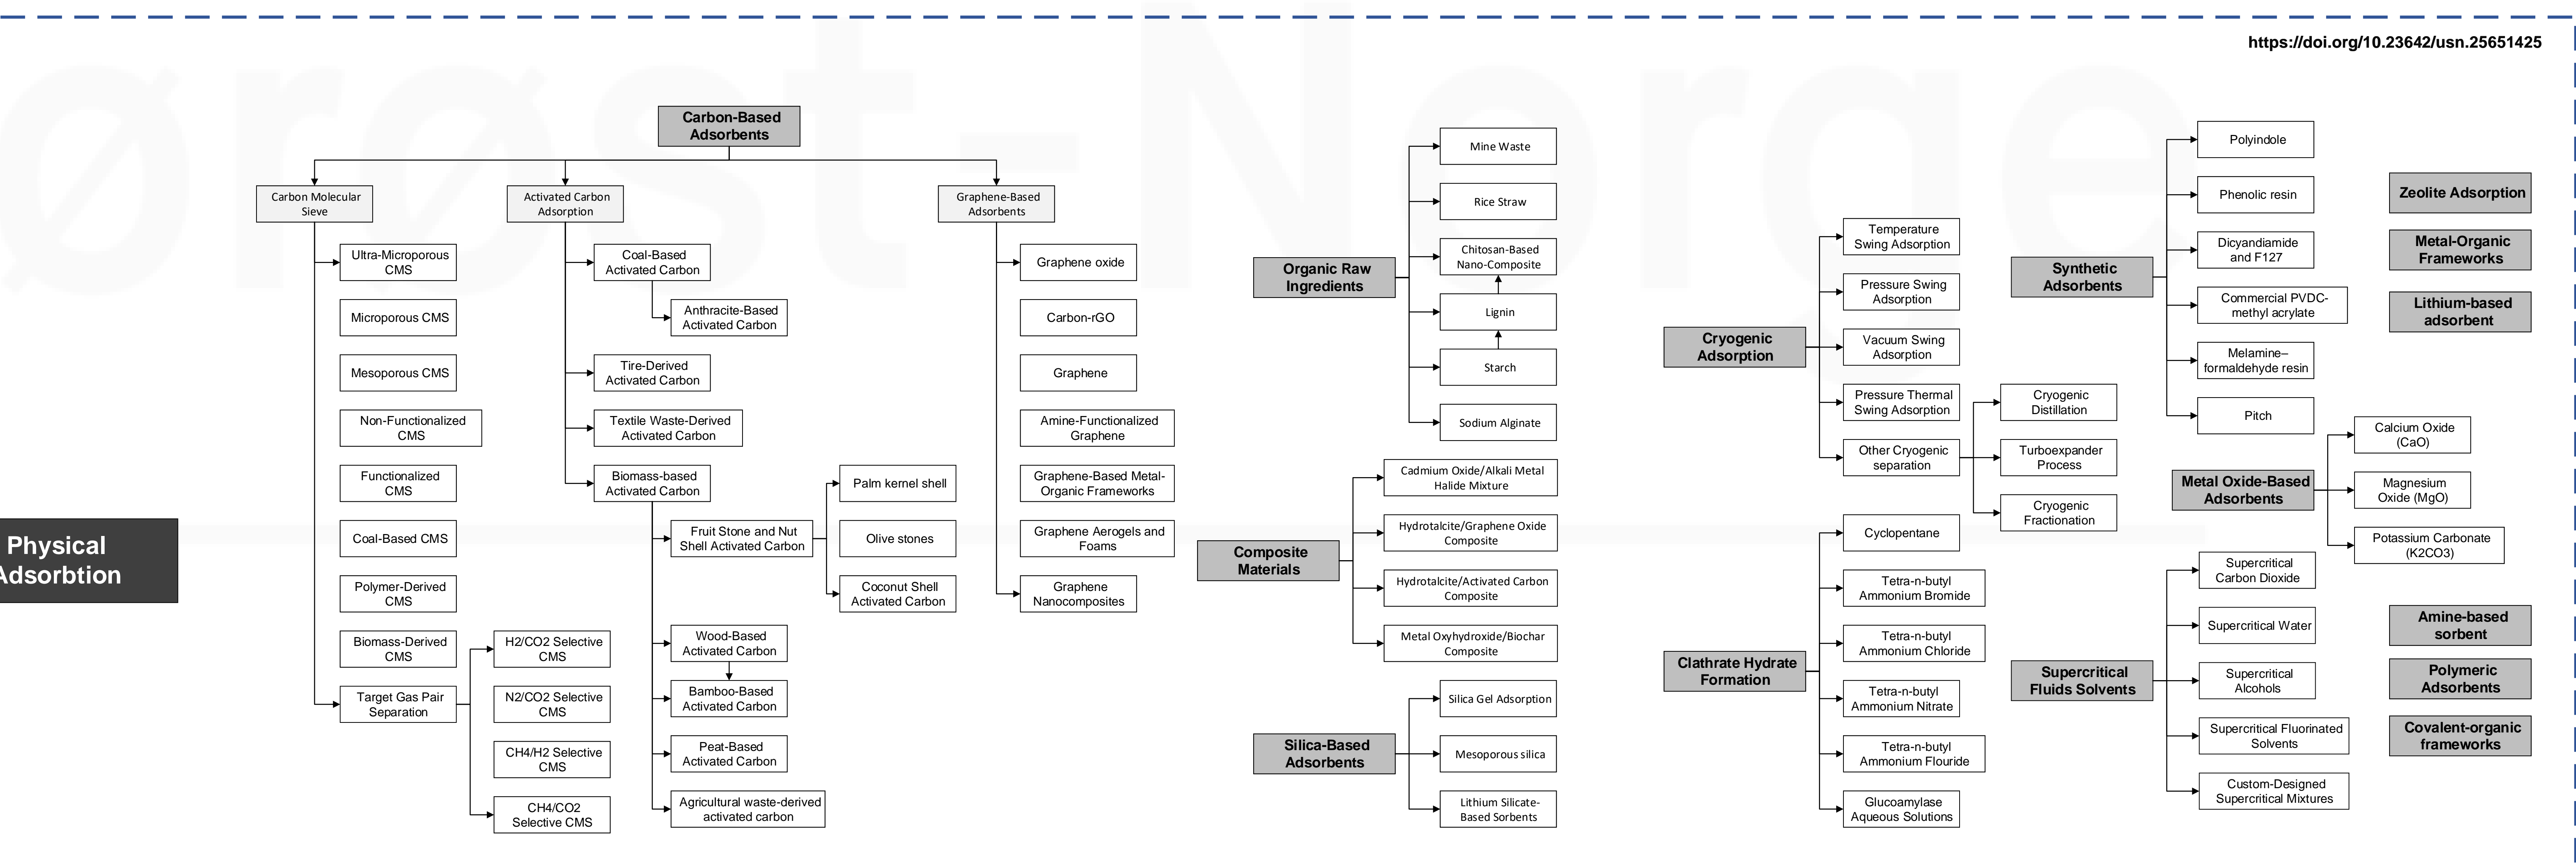 https://doi.org/10.23642/usn.25651425
ørøst-Norge
Physical
Adsorbtion
Carbon-Based
Adsorbents
Carbon Molecular
Sieve
Ultra-Microporous
CMS
Microporous CMS
Mesoporous CMS
Non-Functionalized
CMS
Functionalized
CMS
Coal-Based CMS
Polymer-Derived
CMS
Biomass-Derived
CMS
Target Gas Pair
Separation
H2/CO2 Selective
CMS
N2/CO2 Selective
CMS
CH4/H2 Selective
CMS
CH4/CO2
Selective CMS
Activated Carbon
Adsorption
Coal-Based
Activated Carbon
Anthracite-Based
Activated Carbon
Tire-Derived
Activated Carbon
Textile Waste-Derived
Activated Carbon
Biomass-based
Activated Carbon
Fruit Stone and Nut
Shell Activated Carbon
Palm kernel shell
Olive stones
Coconut Shell
Activated Carbon
Wood-Based
Activated Carbon
Bamboo-Based
Activated Carbon
Peat-Based
Activated Carbon
Agricultural waste-derived
activated carbon
Graphene-Based
Adsorbents
Graphene oxide
Carbon-rGO
Graphene
Amine-Functionalized
Graphene
Graphene-Based Metal-
Organic Frameworks
Graphene Aerogels and
Foams
Graphene
Nanocomposites
Organic Raw
Ingredients
Mine Waste
Rice Straw
Chitosan-Based
Nano-Composite
Lignin
Starch
Sodium Alginate
Composite
Materials
Cadmium Oxide/Alkali Metal
Halide Mixture
Hydrotalcite/Graphene Oxide
Composite
Hydrotalcite/Activated Carbon
Composite
Metal Oxyhydroxide/Biochar
Composite
Silica-Based
Adsorbents
Silica Gel Adsorption
Mesoporous silica
Lithium Silicate-
Based Sorbents
Cryogenic
Adsorption
Temperature
Swing Adsorption
Pressure Swing
Adsorption
Vacuum Swing
Adsorption
Pressure Thermal
Swing Adsorption
Other Cryogenic
separation
Cryogenic
Distillation
Turboexpander
Process
Cryogenic
Fractionation
Clathrate Hydrate
Formation
Cyclopentane
Tetra-n-butyl
Ammonium Bromide
Tetra-n-butyl
Ammonium Chloride
Tetra-n-butyl
Ammonium Nitrate
Tetra-n-butyl
Ammonium Flouride
Glucoamylase
Aqueous Solutions
Synthetic
Adsorbents
Polyindole
Phenolic resin
Dicyandiamide
and F127
Commercial PVDC-
methyl acrylate
Melamine–
formaldehyde resin
Pitch
Metal Oxide-Based
Adsorbents
Calcium Oxide
(CaO)
Magnesium
Oxide (MgO)
Potassium Carbonate
(K2CO3)
Supercritical
Fluids Solvents
Supercritical
Carbon Dioxide
Supercritical Water
Supercritical
Alcohols
Supercritical Fluorinated
Solvents
Custom-Designed
Supercritical Mixtures
Zeolite Adsorption
Metal-Organic
Frameworks
Lithium-based
adsorbent
Amine-based
sorbent
Polymeric
Adsorbents
Covalent-organic
frameworks